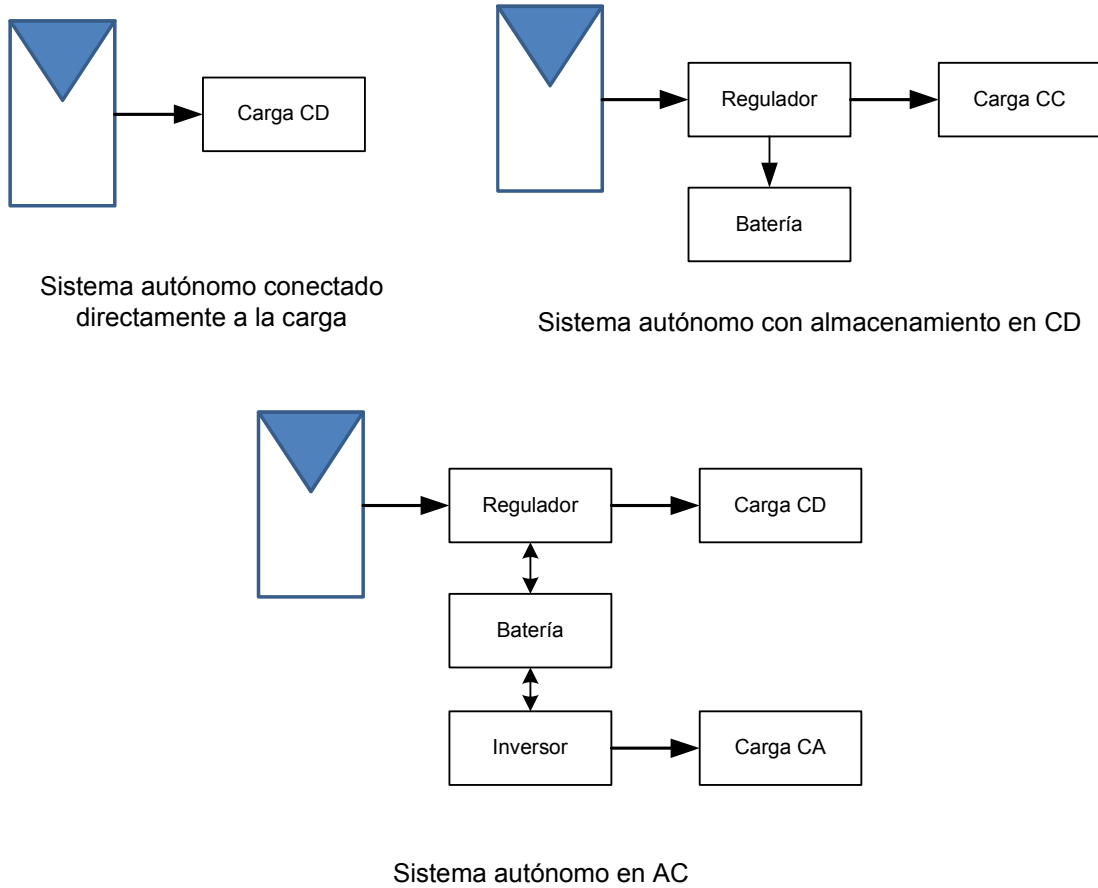 Carga CD
Sistema autónomo conectado
directamente a la carga
Regulador
Carga CC
Batería
Sistema autónomo con almacenamiento en CD
Regulador
Carga CD
Batería
Inversor
Carga CA
Sistema autónomo en AC